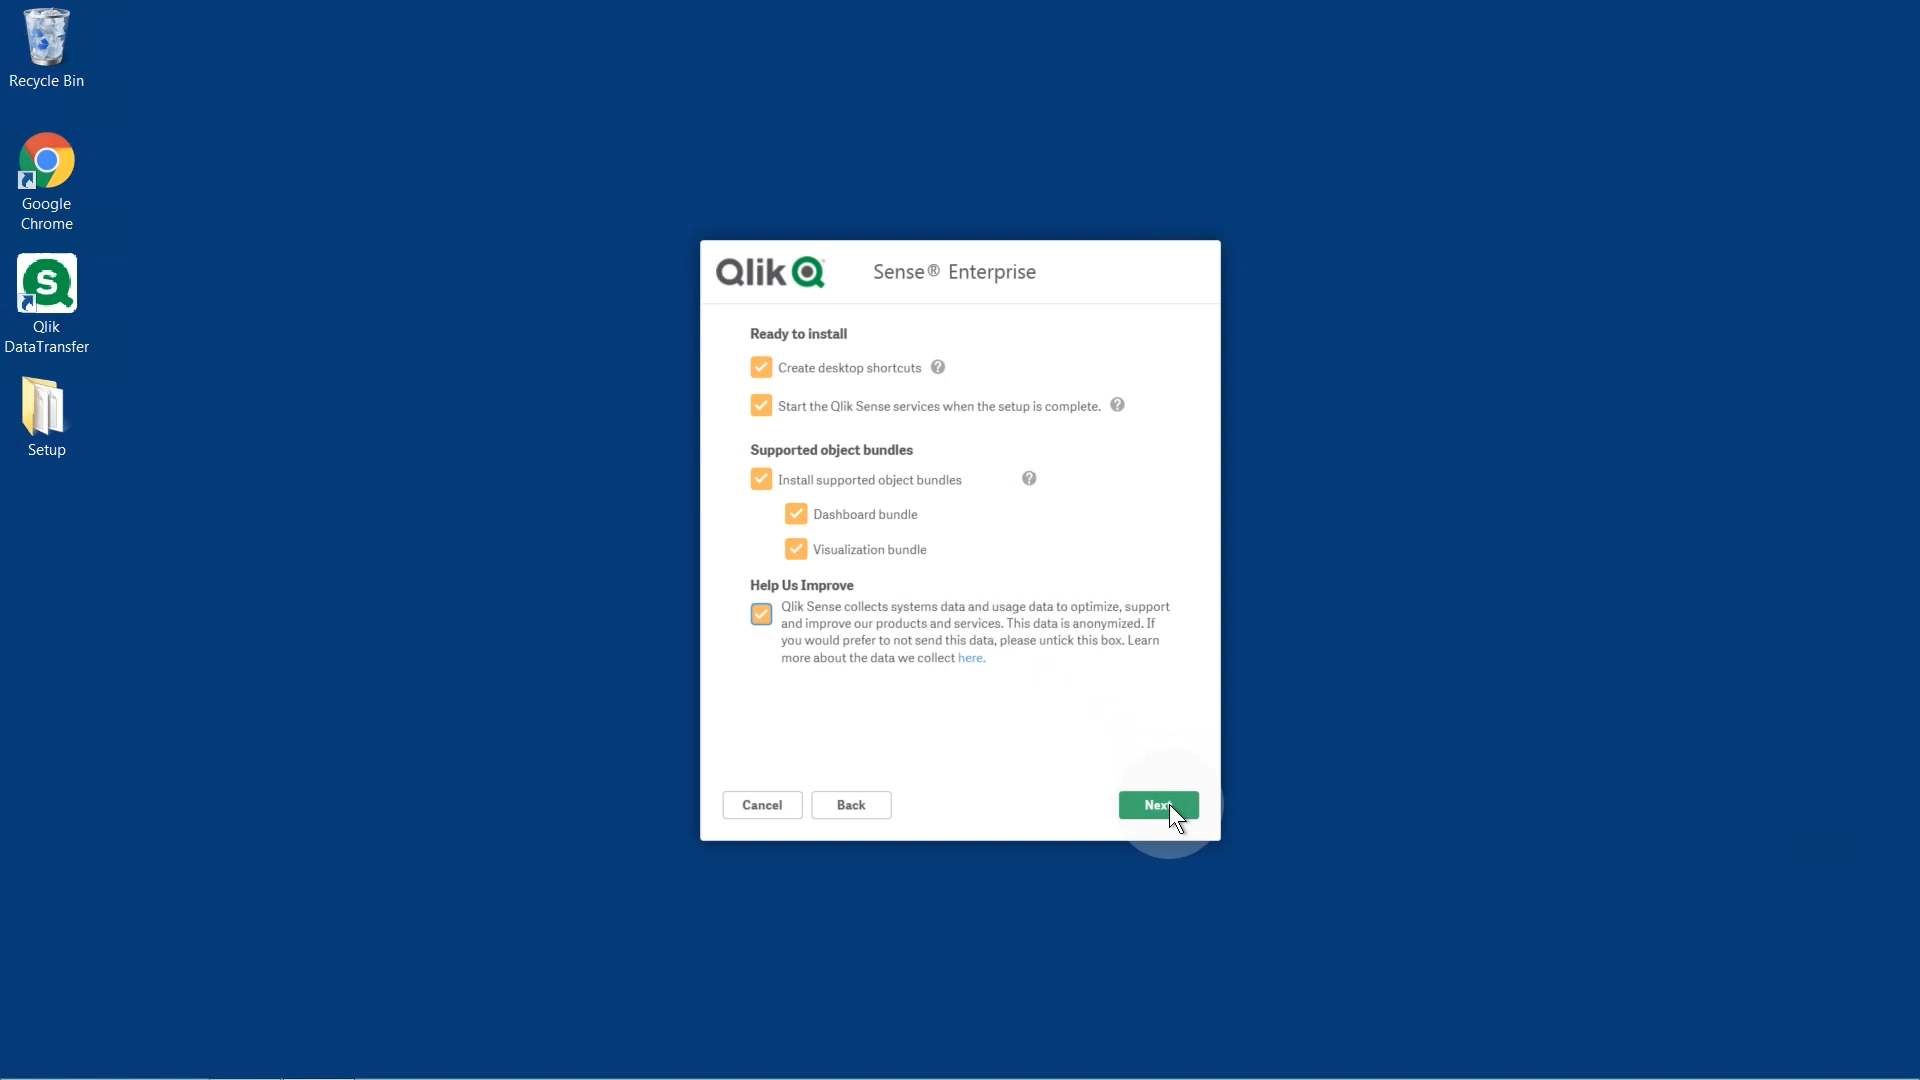 Recycle Bin
Google
Chrome
S
Qlik
DataTransfer
Setup
Qlik Sense® Enterprise
Ready to install
Create desktop shortcuts ?
Start the Qlik Sense services when the setup is complete. ?
Supported object bundles
Install supported object bundles ?
Dashboard bundle
Visualization bundle
Help Us Improve
Qlik Sense collects systems data and usage data to optimize, support
and improve our products and services. This data is anonymized. If
you would prefer to not send this data, please untick this box. Learn
more about the data we collect here.
Cancel Back Next